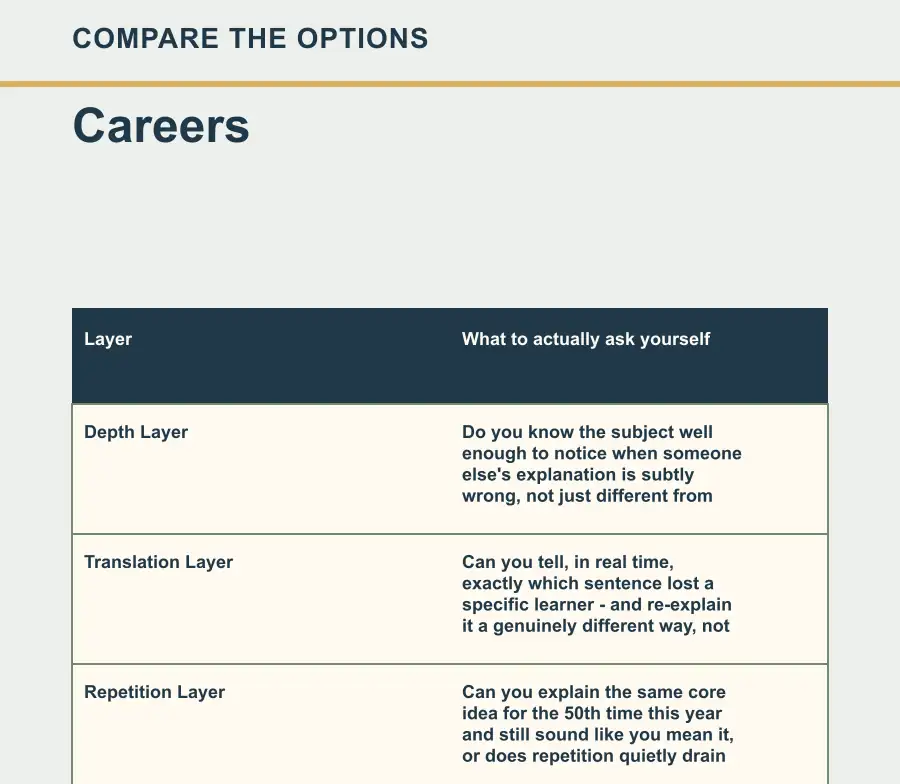 COMPARE THE OPTIONS
Careers
Layer
What to actually ask yourself
Depth Layer
Do you know the subject well
enough to notice when someone
else's explanation is subtly
wrong, not just different from
Translation Layer
Can you tell, in real time,
exactly which sentence lost a
specific learner - and re-explain
it a genuinely different way, not
Repetition Layer
Can you explain the same core
idea for the 50th time this year
and still sound like you mean it,
or does repetition quietly drain